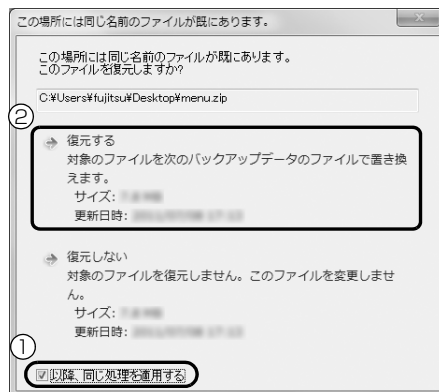 この場所には同じ名前のファイルが既にあります。
この場所には同じ名前のファイルが既にあります。
このファイルを復元しますか?
C:¥Users¥fujitsu¥Desktop¥menu.zip
②
復元する
対象のファイルを次のバックアップデータのファイルで置き換
えます。
サイズ:
更新日時:
復元しない
対象のファイルを復元しません。このファイルを変更しませ
ん。
サイズ:
更新日時:
①
以降、同じ処理を適用する